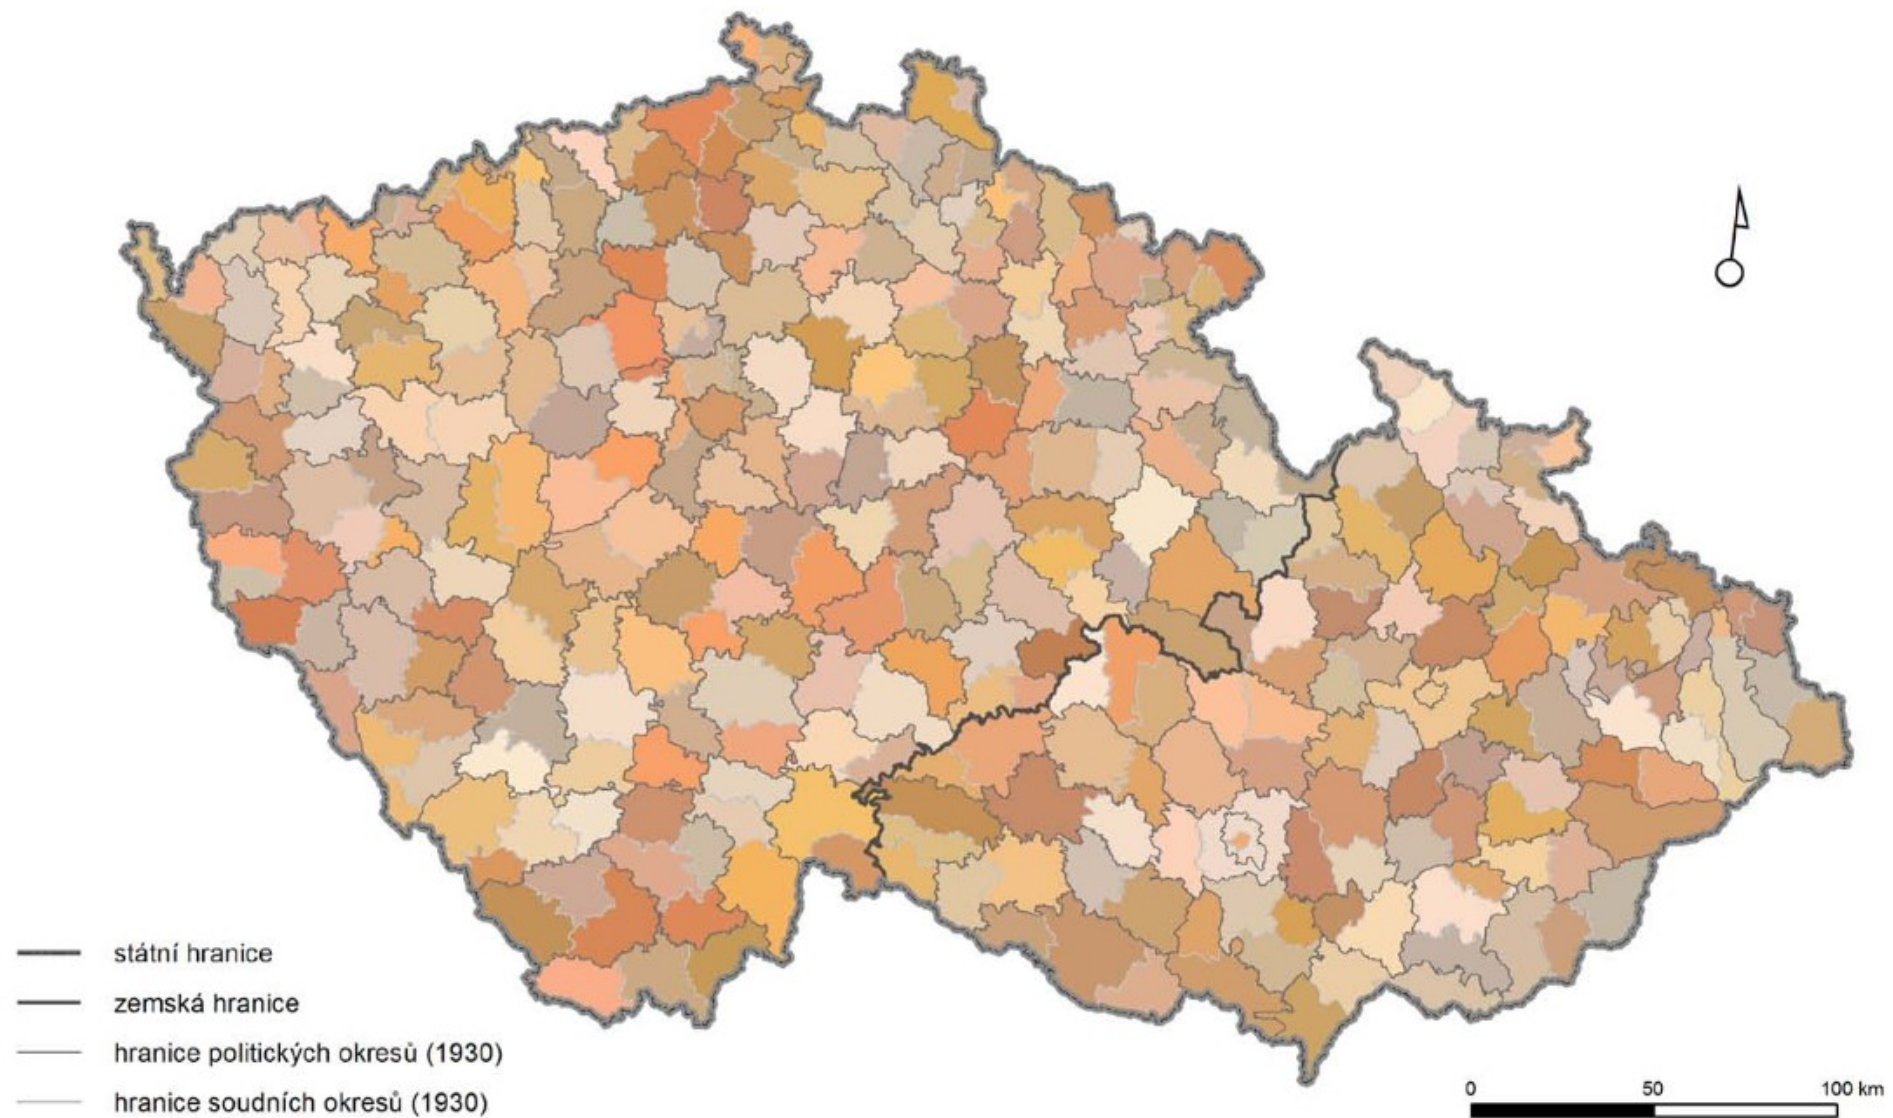 státní hranice
zemská hranice
hranice politických okresů (1930)
hranice soudních okresů (1930)
0 50 100 km